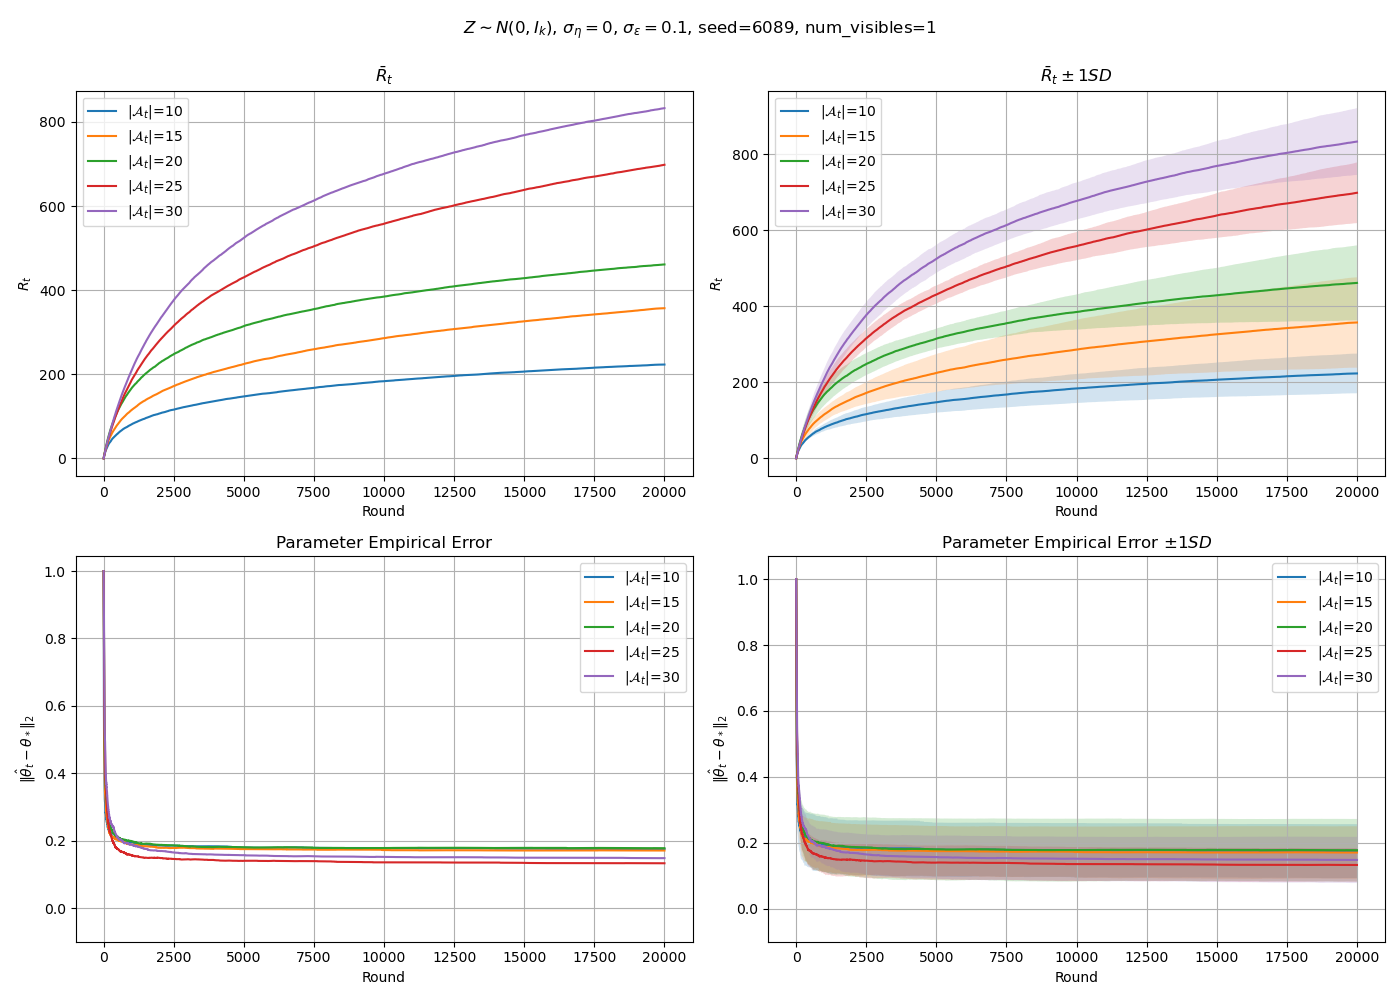 Z ∼ N(0, I_k), σ_η = 0, σ_ε = 0.1, seed=6089, num_visibles=1
R̄_t
R_t
800
600
400
200
0
|𝒜_t|=10
|𝒜_t|=15
|𝒜_t|=20
|𝒜_t|=25
|𝒜_t|=30
0 2500 5000 7500 10000 12500 15000 17500 20000
Round
R̄_t ± 1SD
R_t
800
600
400
200
0
|𝒜_t|=10
|𝒜_t|=15
|𝒜_t|=20
|𝒜_t|=25
|𝒜_t|=30
0 2500 5000 7500 10000 12500 15000 17500 20000
Round
Parameter Empirical Error
‖θ̂_t − θ_*‖_2
1.0
0.8
0.6
0.4
0.2
0.0
|𝒜_t|=10
|𝒜_t|=15
|𝒜_t|=20
|𝒜_t|=25
|𝒜_t|=30
0 2500 5000 7500 10000 12500 15000 17500 20000
Round
Parameter Empirical Error ±1SD
‖θ̂_t − θ_*‖_2
1.0
0.8
0.6
0.4
0.2
0.0
|𝒜_t|=10
|𝒜_t|=15
|𝒜_t|=20
|𝒜_t|=25
|𝒜_t|=30
0 2500 5000 7500 10000 12500 15000 17500 20000
Round